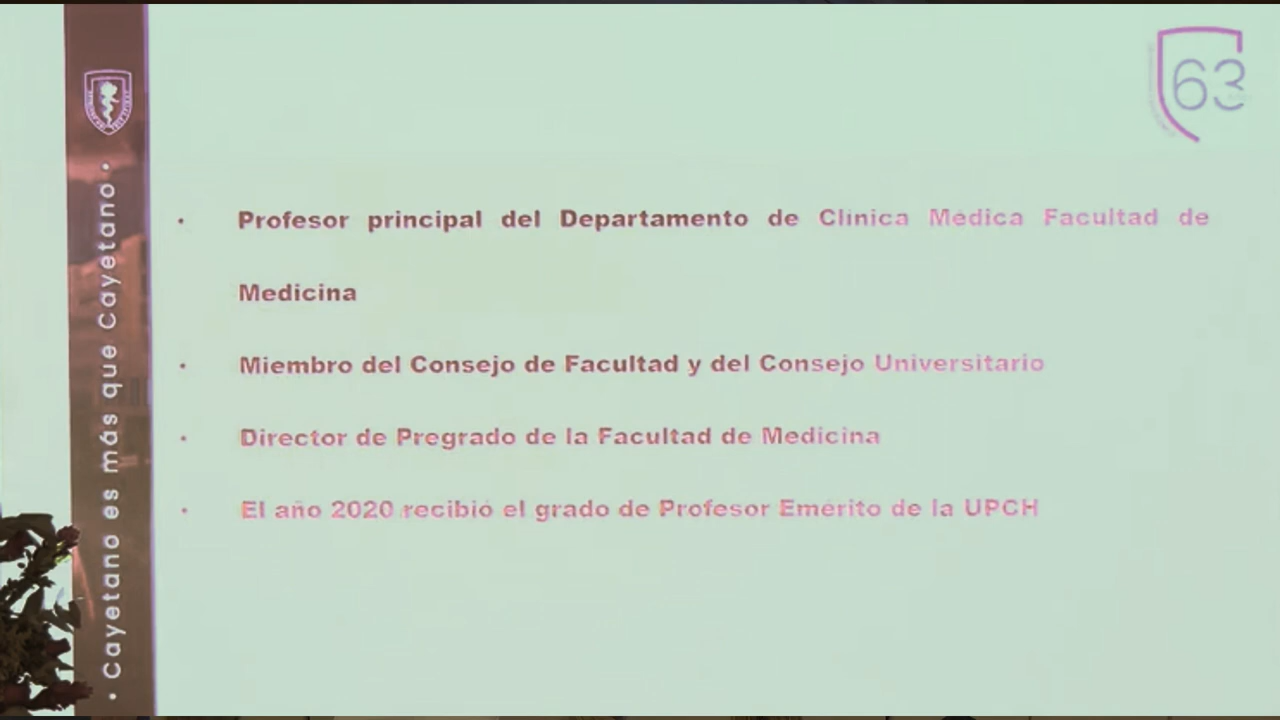 63
• Cayetano es más que Cayetano •
• Profesor principal del Departamento de Clínica Médica Facultad de
Medicina
• Miembro del Consejo de Facultad y del Consejo Universitario
• Director de Pregrado de la Facultad de Medicina
• El año 2020 recibió el grado de Profesor Emérito de la UPCH